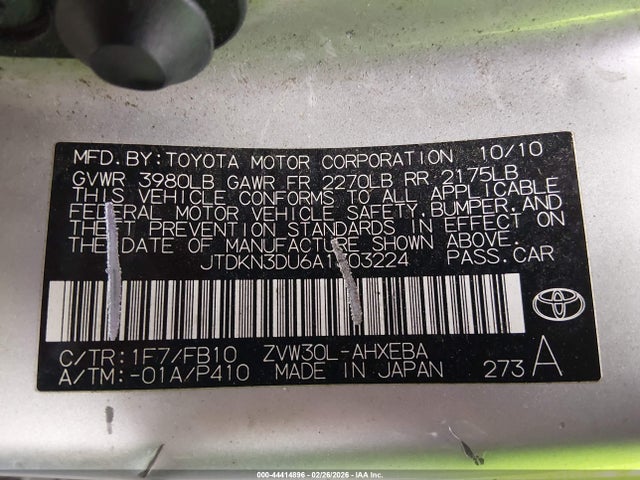 MFD. BY: TOYOTA MOTOR CORPORATION 10/10
GVWR 3980LB GAWR FR 2270LB RR 2175LB
THIS VEHICLE CONFORMS TO ALL APPLICABLE
FEDERAL MOTOR VEHICLE SAFETY, BUMPER, AND
THEFT PREVENTION STANDARDS IN EFFECT ON
THE DATE OF MANUFACTURE SHOWN ABOVE.
PASS. CAR
C/TR: 1F7/FB10 ZVW30L-AHXEBA
A/TM: -01A/P410 MADE IN JAPAN 273 A
000-44414896 - 02/26/2026 - IAA Inc.